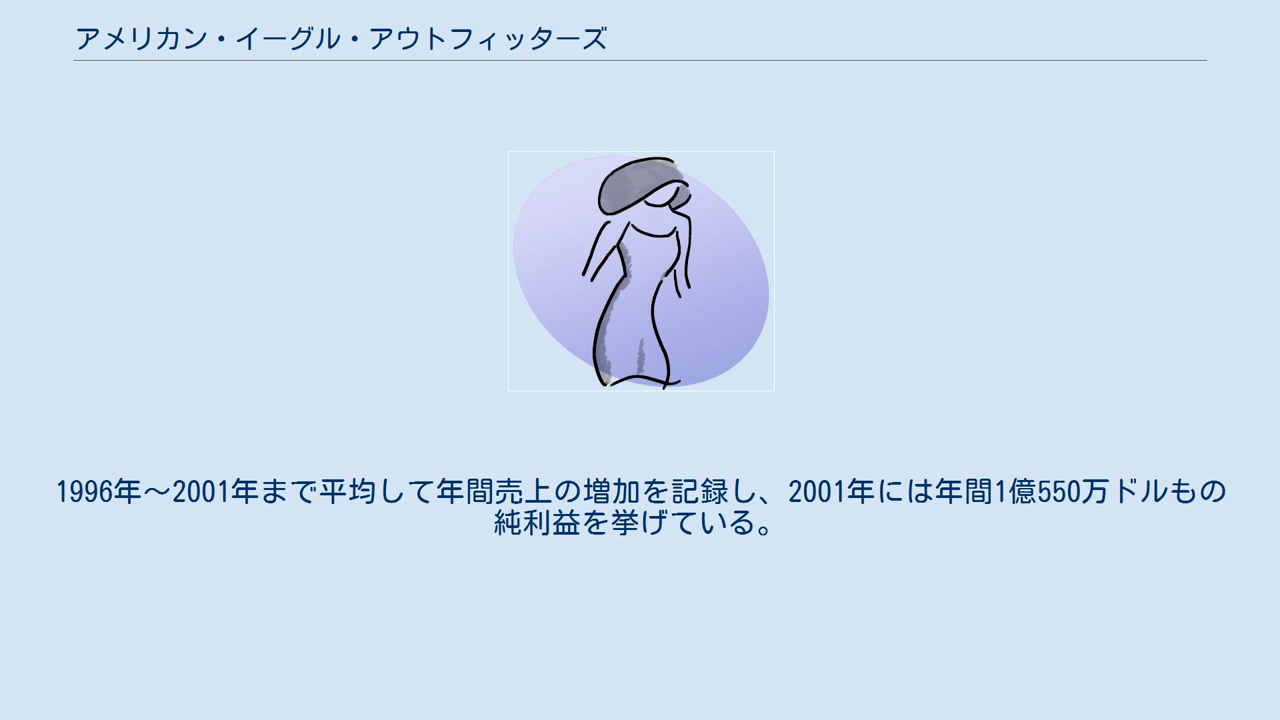 アメリカン・イーグル・アウトフィッターズ
1996年～2001年まで平均して年間売上の増加を記録し、2001年には年間1億550万ドルもの
純利益を挙げている。